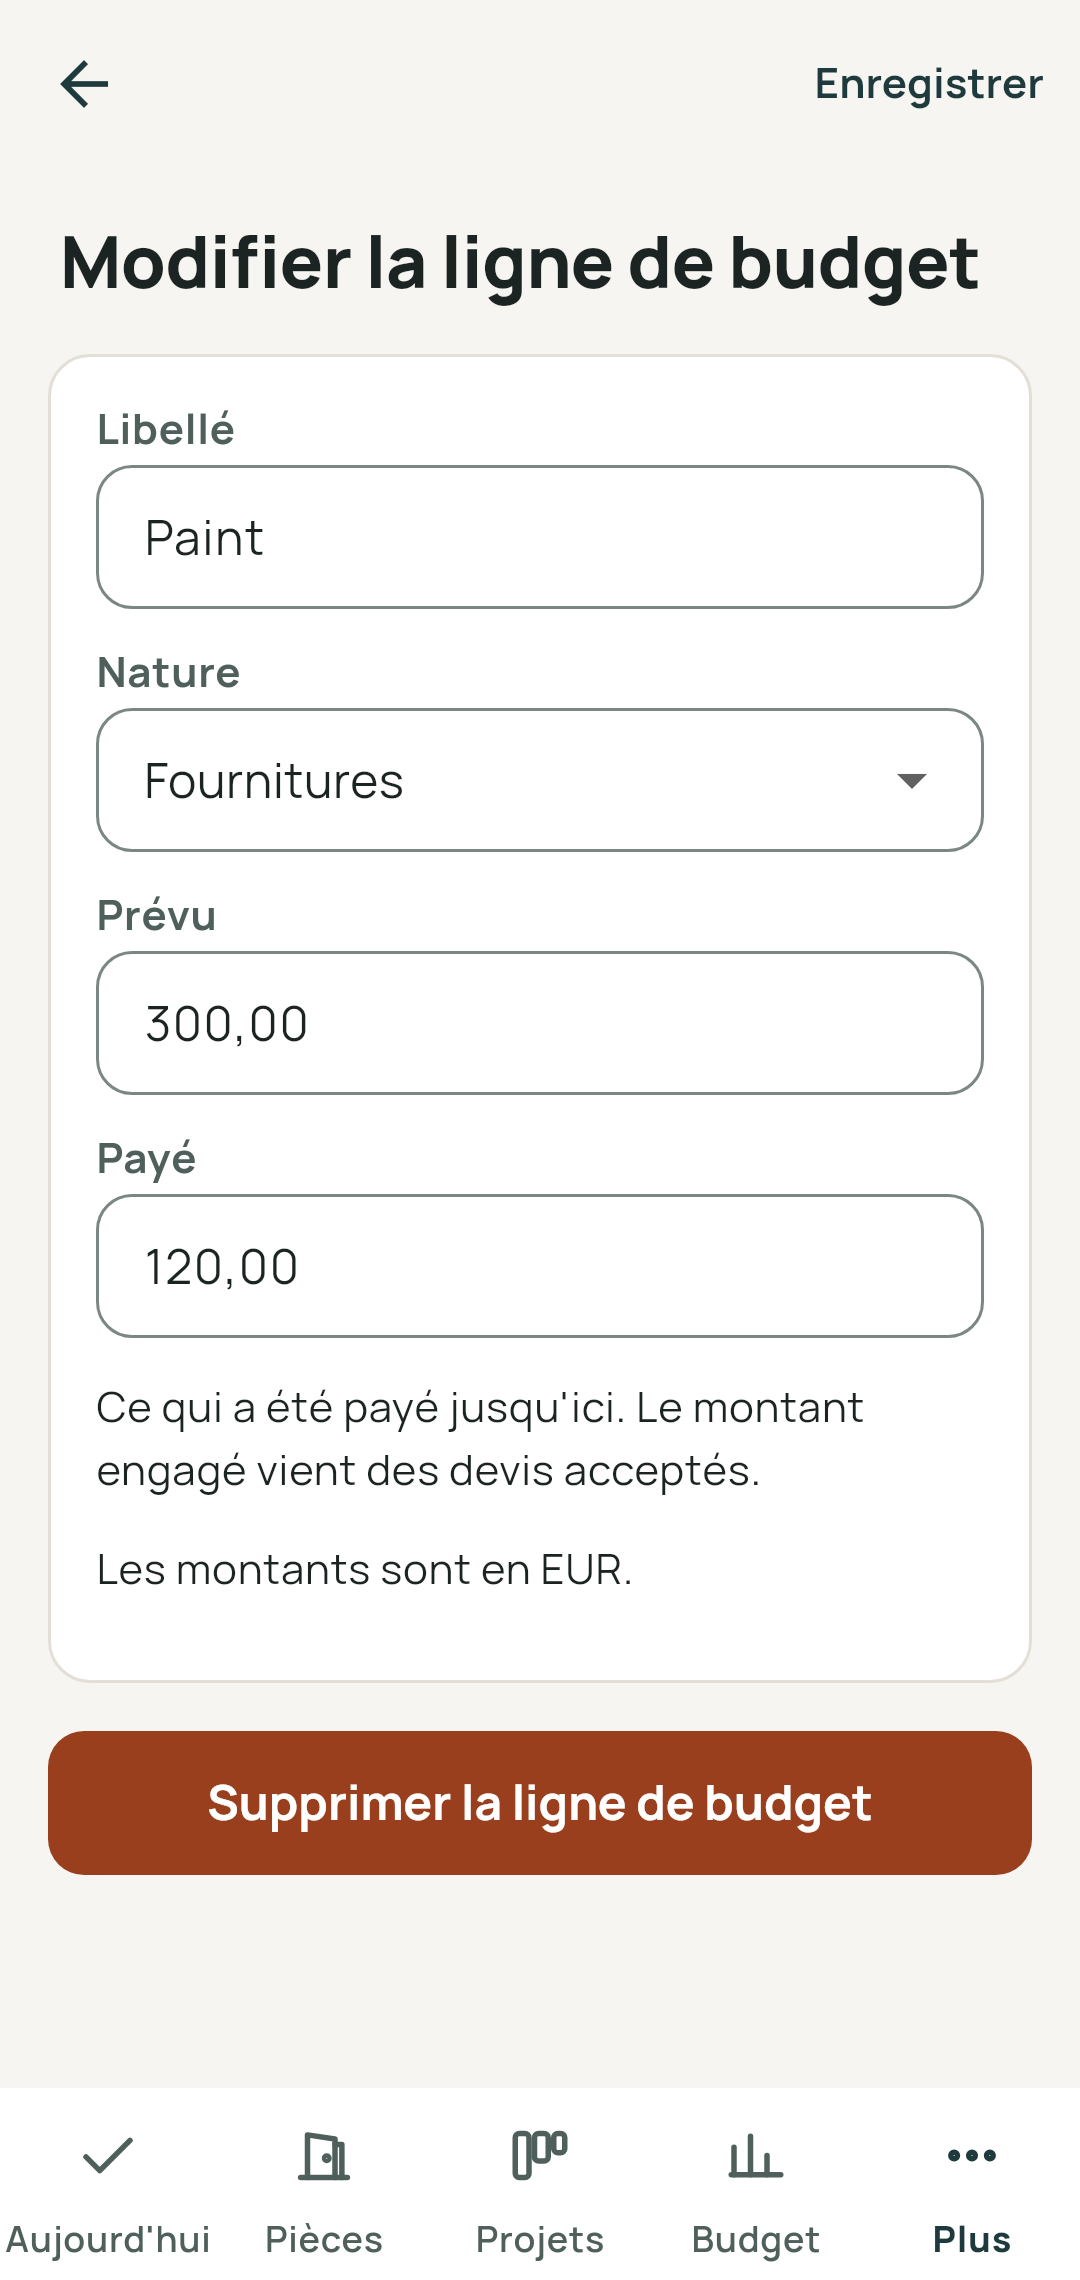 Enregistrer
Modifier la ligne de budget
Libellé
Paint
Nature
Fournitures
Prévu
300,00
Payé
120,00
Ce qui a été payé jusqu'ici. Le montant
engagé vient des devis acceptés.
Les montants sont en EUR.
Supprimer la ligne de budget
Aujourd'hui
Pièces
Projets
Budget
Plus